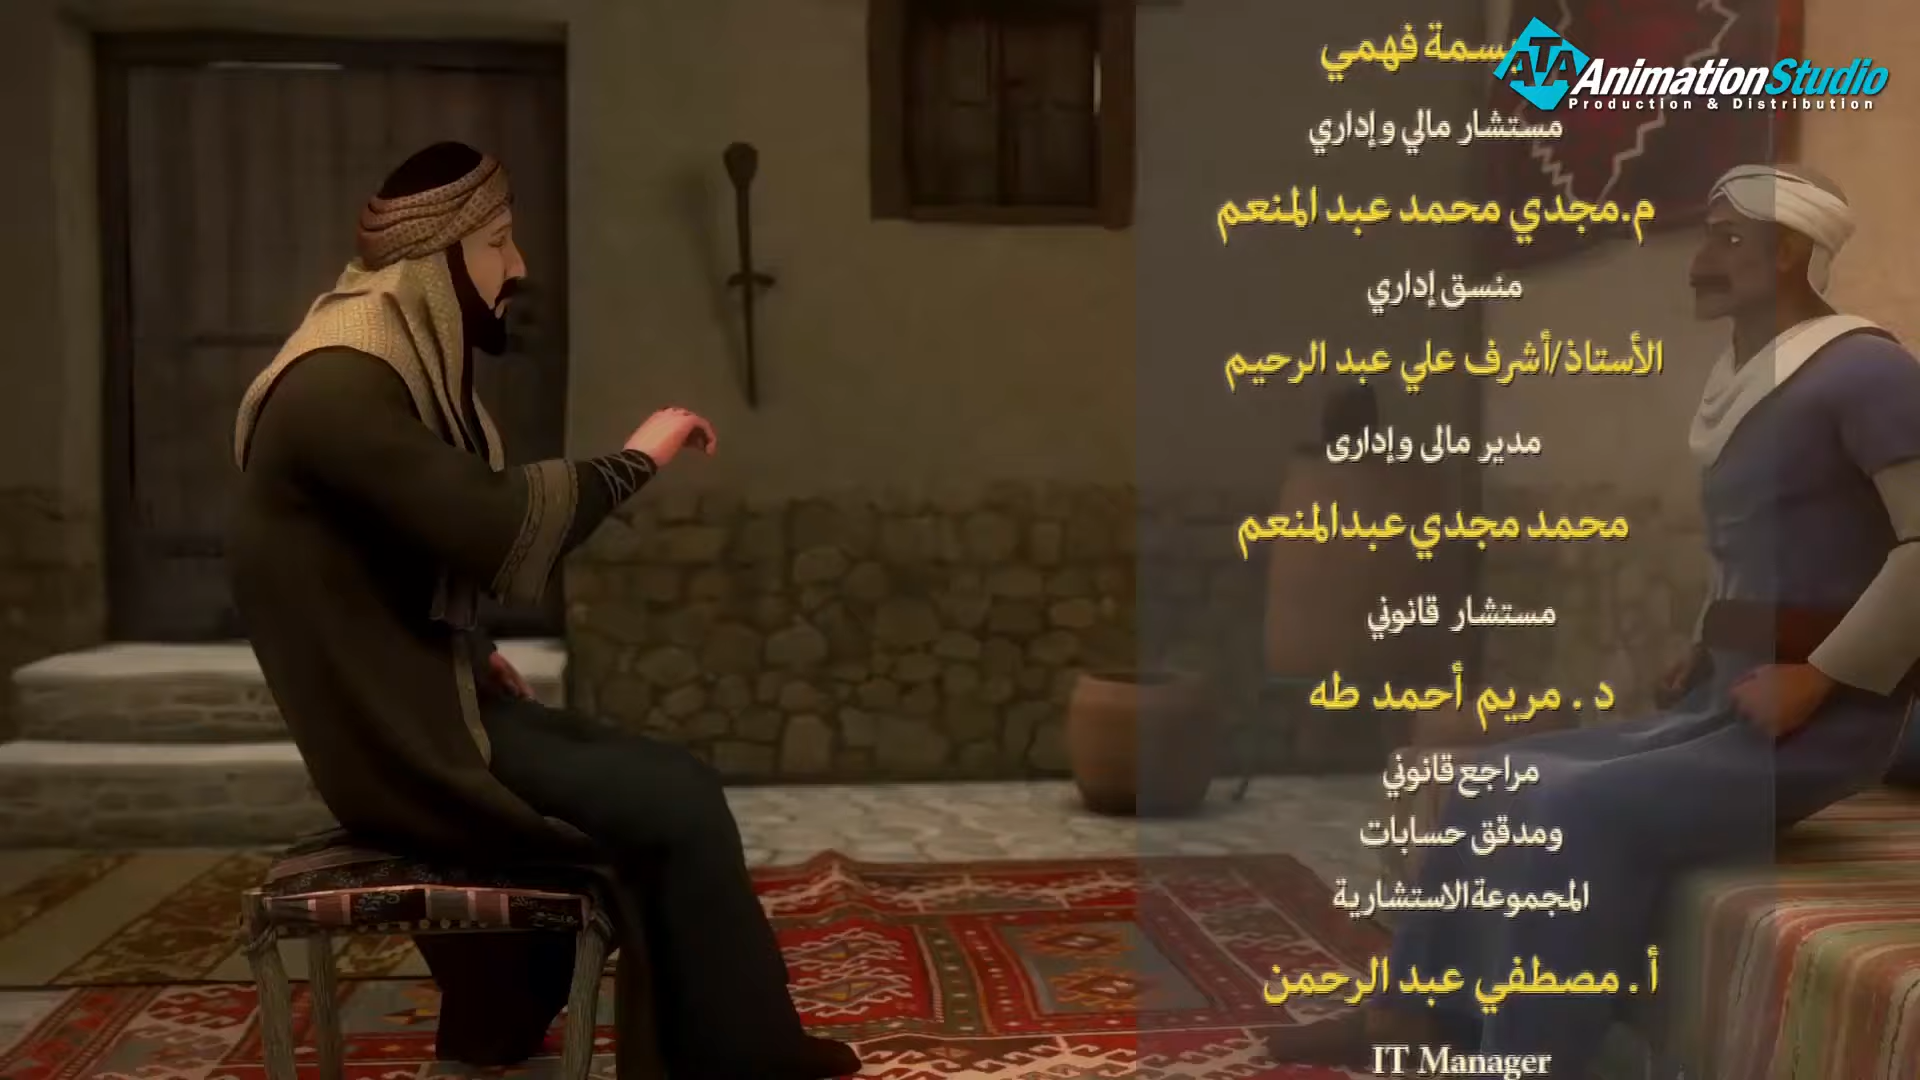 بسمة فهمي
ATA AnimationStudio
Production & Distribution
مستشار مالي وإداري
م.مجدي محمد عبد المنعم
منسق إداري
الأستاذ/أشرف علي عبد الرحيم
مدير مالى وإدارى
محمد مجدي عبدالمنعم
مستشار قانوني
د . مريم أحمد طه
مراجع قانوني
ومدقق حسابات
المجموعة الاستشارية
أ . مصطفي عبد الرحمن
IT Manager